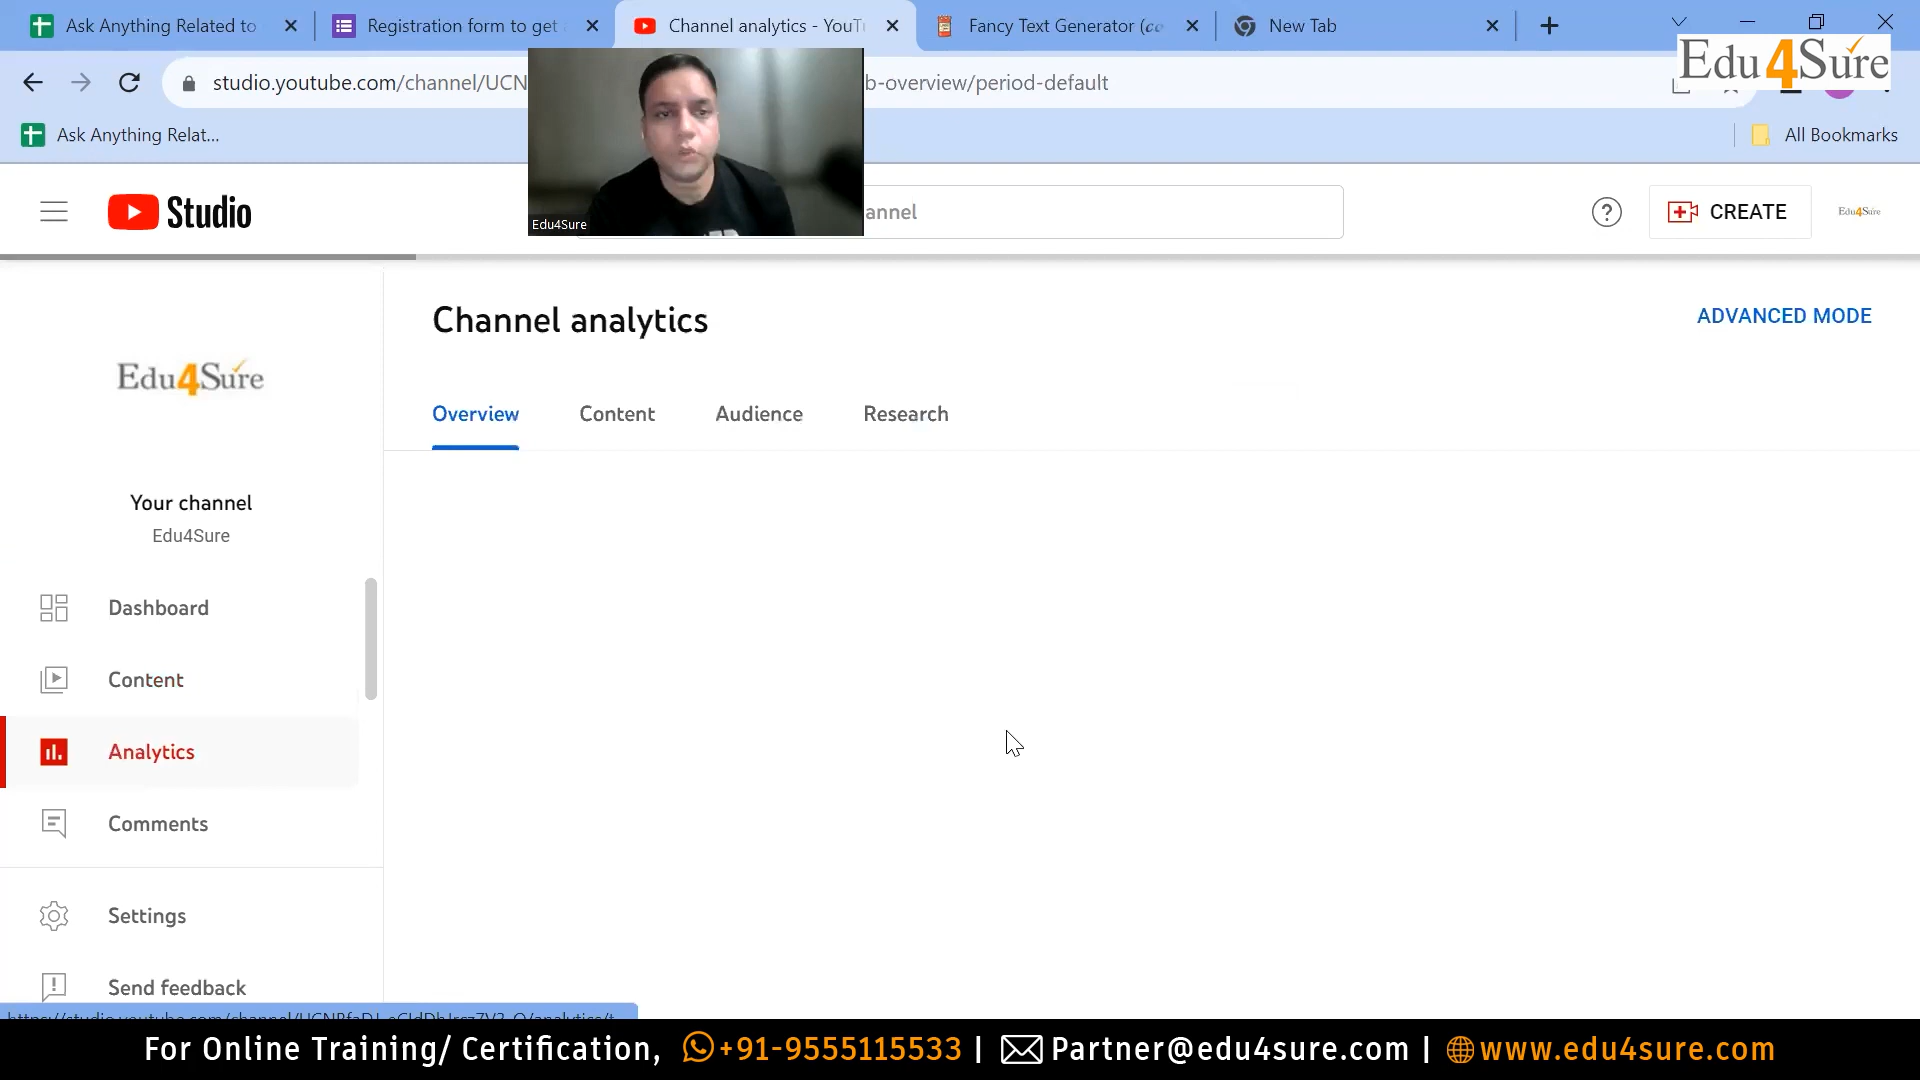 Ask Anything Related to
Registration form to get
Channel analytics - YouT
Fancy Text Generator (𝓬𝓸
New Tab
Edu4Sure
studio.youtube.com/channel/UCN
b-overview/period-default
Ask Anything Relat...
All Bookmarks
Edu4Sure
Studio
annel
?
CREATE
Edu4Sure
Channel analytics
ADVANCED MODE
Edu4Sure
Overview
Content
Audience
Research
Your channel
Edu4Sure
Dashboard
Content
Analytics
Comments
Settings
Send feedback
For Online Training/ Certification, +91-9555115533 | Partner@edu4sure.com | www.edu4sure.com